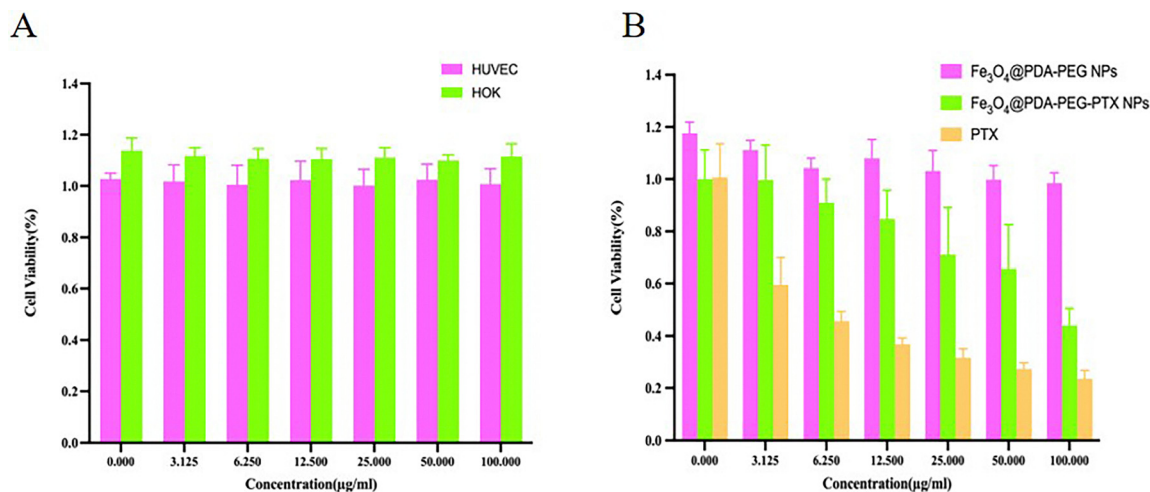 A
HUVEC
HOK
1.4
1.2
1.0
0.8
0.6
0.4
0.2
0.0
Cell Viability(%)
0.000 3.125 6.250 12.500 25.000 50.000 100.000
Concentration(μg/ml)
B
Fe₃O₄@PDA-PEG NPs
Fe₃O₄@PDA-PEG-PTX NPs
PTX
1.4
1.2
1.0
0.8
0.6
0.4
0.2
0.0
Cell Viability(%)
0.000 3.125 6.250 12.500 25.000 50.000 100.000
Concentration(μg/ml)